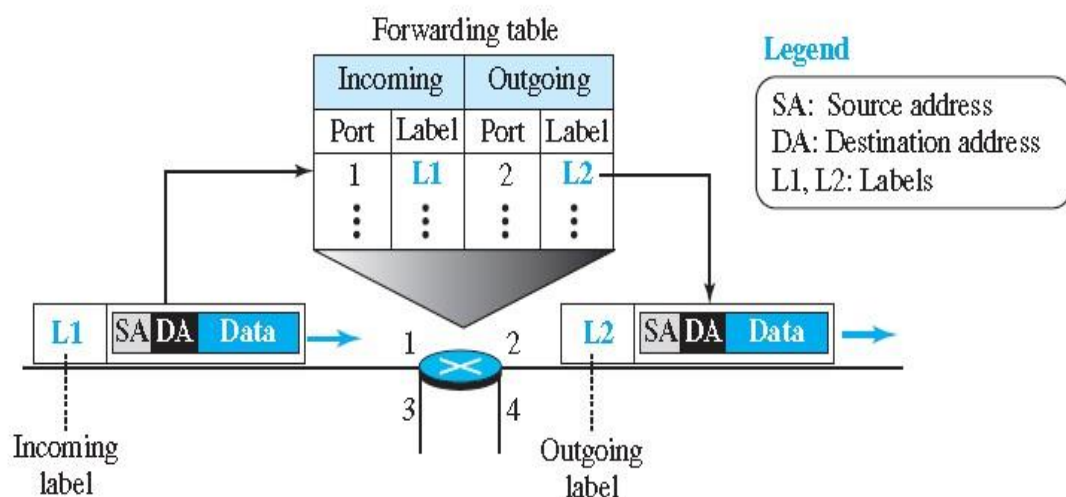 Forwarding table
Incoming Outgoing
Port Label Port Label
1 L1 2 L2
Legend
SA: Source address
DA: Destination address
L1, L2: Labels
L1 SA DA Data
1 2
3 4
L2 SA DA Data
Incoming
label
Outgoing
label